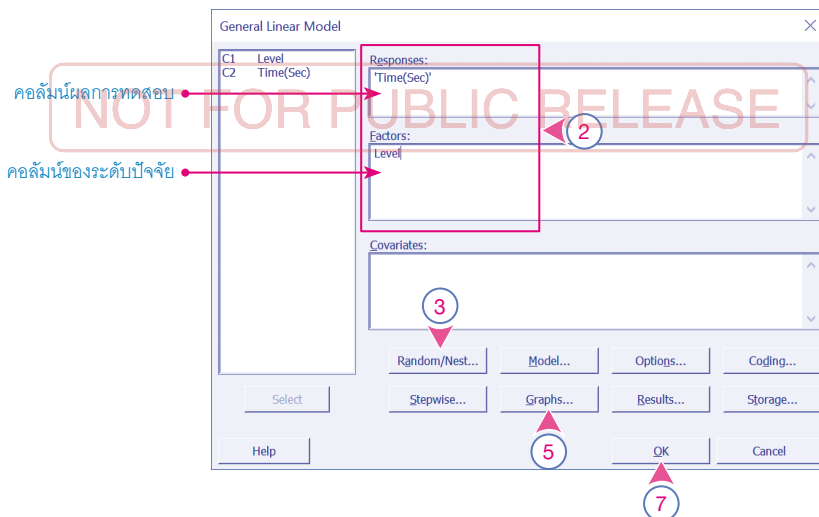 General Linear Model
C1 Level
C2 Time(Sec)
Responses:
'Time(Sec)'
คอลัมน์ผลการทดสอบ
NOT FOR PUBLIC RELEASE
2
Factors:
Level
คอลัมน์ของระดับปัจจัย
Covariates:
3
Random/Nest... Model... Options... Coding...
Select Stepwise... Graphs... Results... Storage...
Help 5 OK Cancel
7